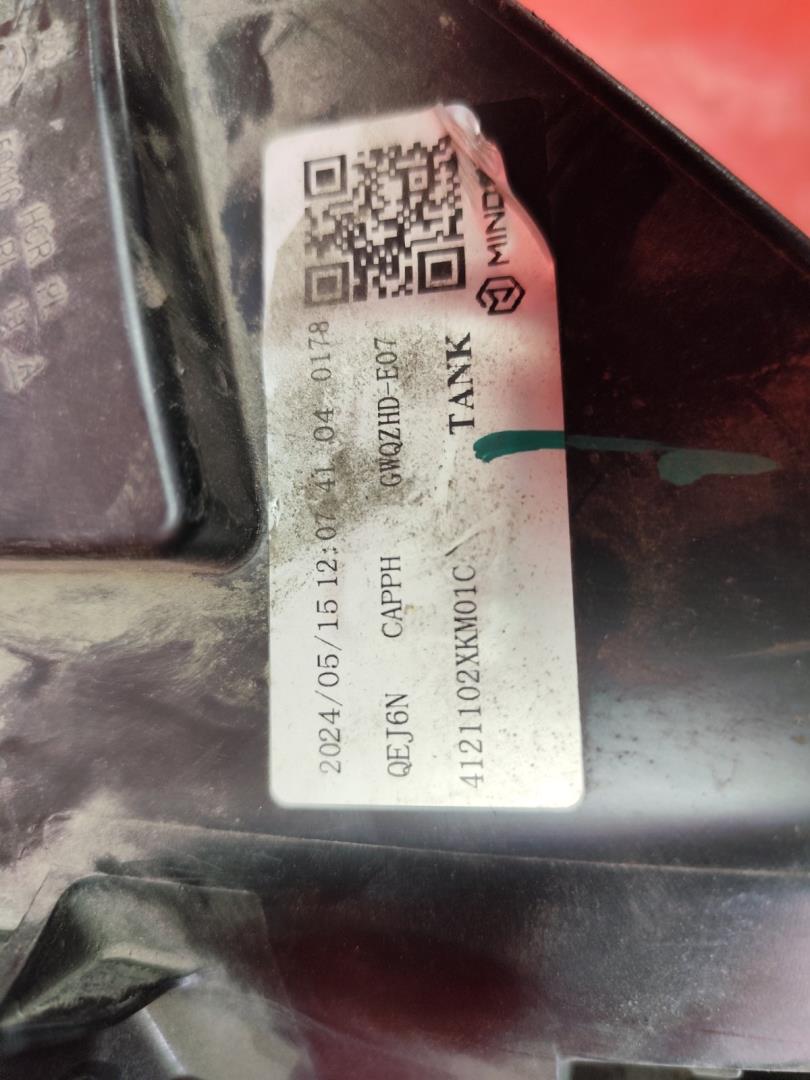 MIND
2024/05/15 12:07 41 04 0178
QEJ6N CAPPH GWQZHD-E07
4121102XKM01C TANK